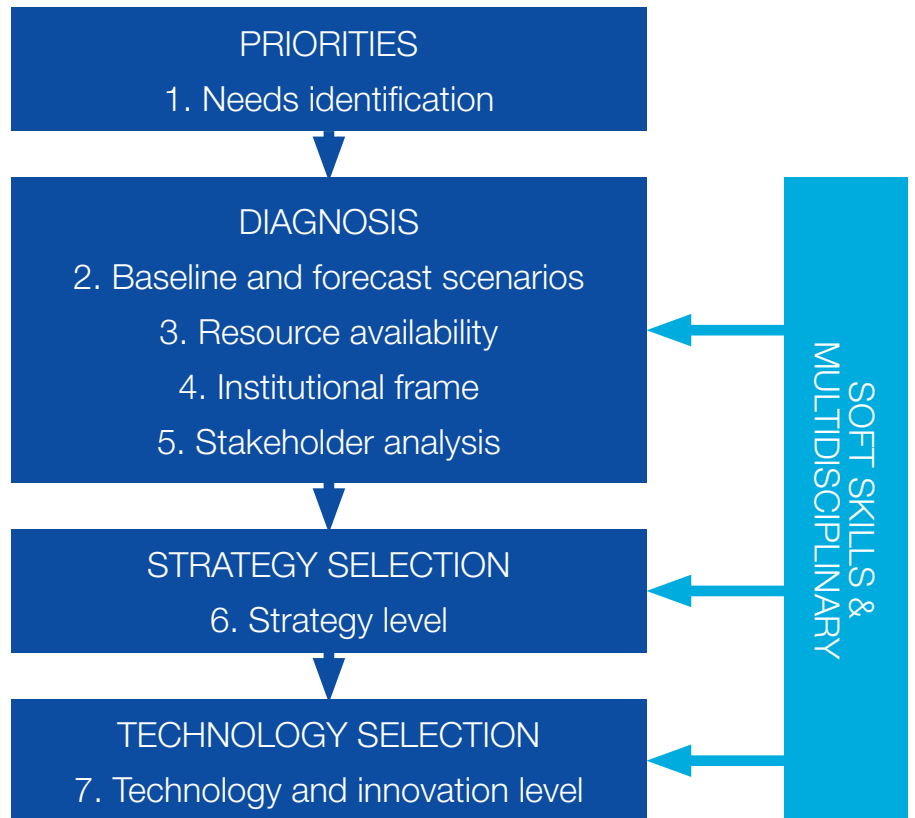 PRIORITIES
1. Needs identification
DIAGNOSIS
2. Baseline and forecast scenarios
3. Resource availability
4. Institutional frame
5. Stakeholder analysis
STRATEGY SELECTION
6. Strategy level
TECHNOLOGY SELECTION
7. Technology and innovation level
SOFT SKILLS &
MULTIDISCIPLINARY